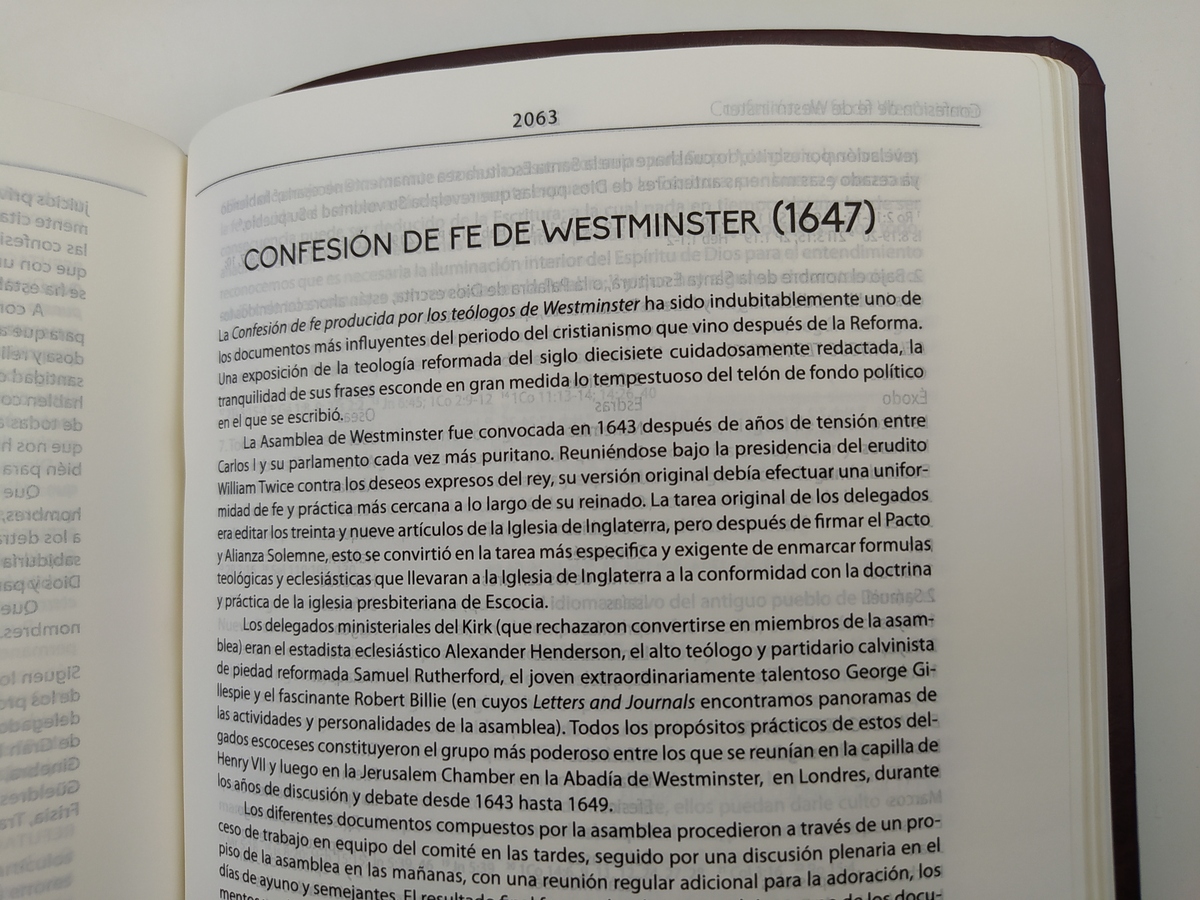 2063
CONFESIÓN DE FE DE WESTMINSTER (1647)
La Confesión de fe producida por los teólogos de Westminster ha sido indubitablemente uno de
los documentos más influyentes del periodo del cristianismo que vino después de la Reforma.
Una exposición de la teología reformada del siglo diecisiete cuidadosamente redactada, la
tranquilidad de sus frases esconde en gran medida lo tempestuoso del telón de fondo político
en el que se escribió.
La Asamblea de Westminster fue convocada en 1643 después de años de tensión entre
Carlos I y su parlamento cada vez más puritano. Reuniéndose bajo la presidencia del erudito
William Twice contra los deseos expresos del rey, su versión original debía efectuar una unifor-
midad de fe y práctica más cercana a lo largo de su reinado. La tarea original de los delegados
era editar los treinta y nueve artículos de la Iglesia de Inglaterra, pero después de firmar el Pacto
y Alianza Solemne, esto se convirtió en la tarea más especifica y exigente de enmarcar formulas
teológicas y eclesiásticas que llevaran a la Iglesia de Inglaterra a la conformidad con la doctrina
y práctica de la iglesia presbiteriana de Escocia.
Los delegados ministeriales del Kirk (que rechazaron convertirse en miembros de la asam-
blea) eran el estadista eclesiástico Alexander Henderson, el alto teólogo y partidario calvinista
de piedad reformada Samuel Rutherford, el joven extraordinariamente talentoso George Gi-
llespie y el fascinante Robert Billie (en cuyos Letters and Journals encontramos panoramas de
las actividades y personalidades de la asamblea). Todos los propósitos prácticos de estos del-
gados escoceses constituyeron el grupo más poderoso entre los que se reunían en la capilla de
Henry VII y luego en la Jerusalem Chamber en la Abadía de Westminster, en Londres, durante
los años de discusión y debate desde 1643 hasta 1649.
Los diferentes documentos compuestos por la asamblea procedieron a través de un pro-
ceso de trabajo en equipo del comité en las tardes, seguido por una discusión plenaria en el
piso de la asamblea en las mañanas, con una reunión regular adicional para la adoración, los
días de ayuno y semejantes. El